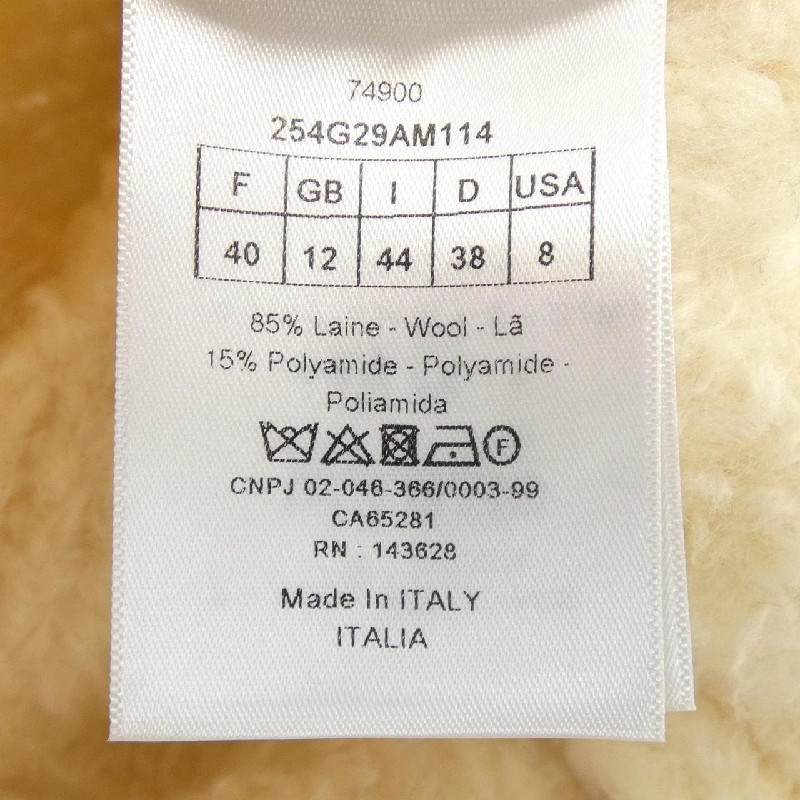 74900
254G29AM114
F GB I D USA
40 12 44 38 8
85% Laine - Wool - Lã
15% Polyamide - Polyamide -
Poliamida
F
CNPJ 02-046-366/0003-99
CA65281
RN : 143628
Made In ITALY
ITALIA